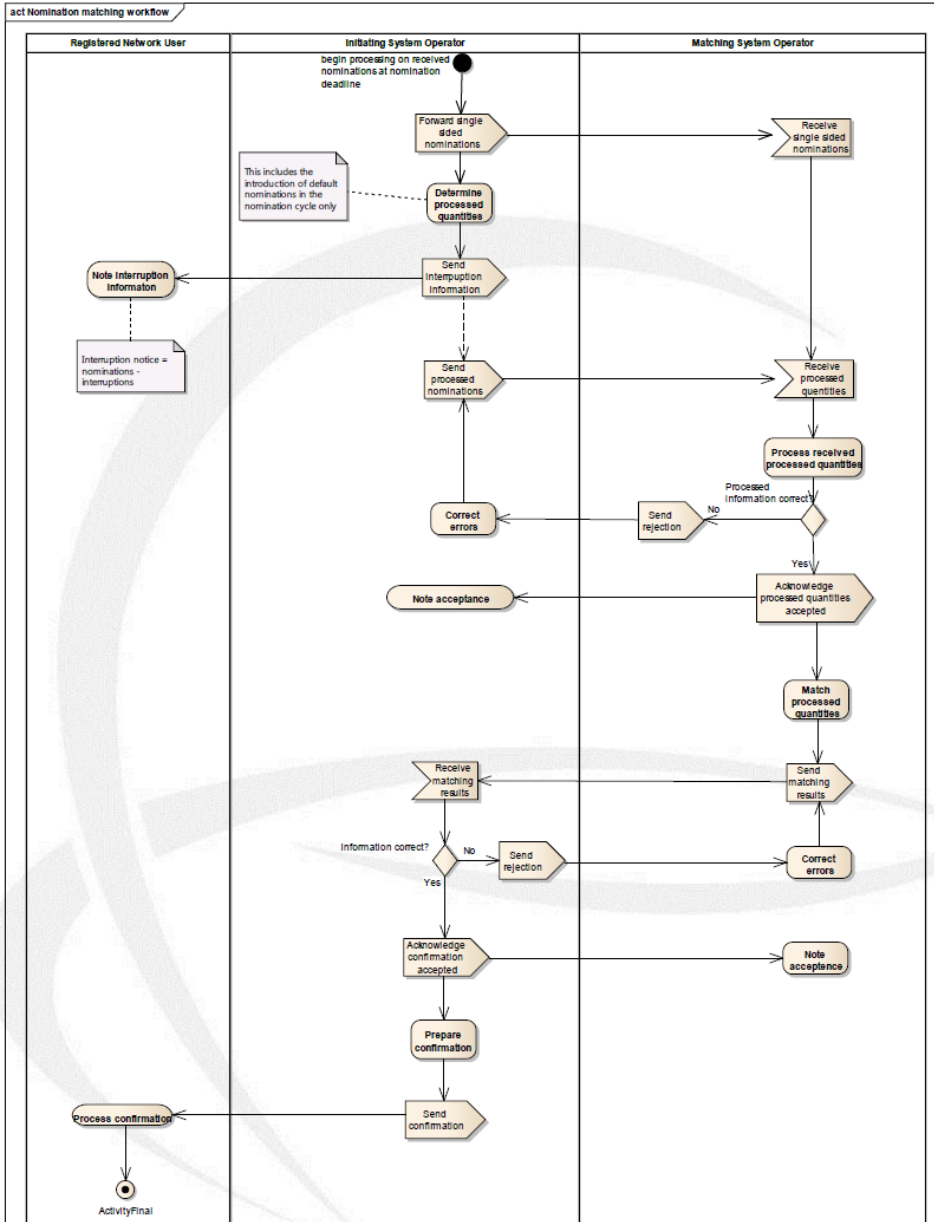 act Nomination matching workflow
Registered Network User
Initiating System Operator
Matching System Operator
begin processing on received
nominations at nomination
deadline
Forward single
sided
nominations
Receive
single sided
nominations
This includes the
introduction of default
nominations in the
nomination cycle only
Determine
processed
quantities
Send
Interpuption
Information
Note Interruption
Informaton
Interruption notice =
nominations -
interruptions
Send
processed
nominations
Receive
processed
quentities
Process received
processed quantities
Processed
Information correct?
No
Send
rejection
Correct
errors
Yes
Acknowledge
processed quantities
accepted
Note acceptance
Match
processed
quantities
Receive
matching
results
Send
matching
results
Information correct?
No
Send
rejection
Correct
errors
Yes
Acknowledge
confirmation
accepted
Note
acceptence
Prepare
confirmation
Send
confirmation
Process confirmation
ActivityFinal